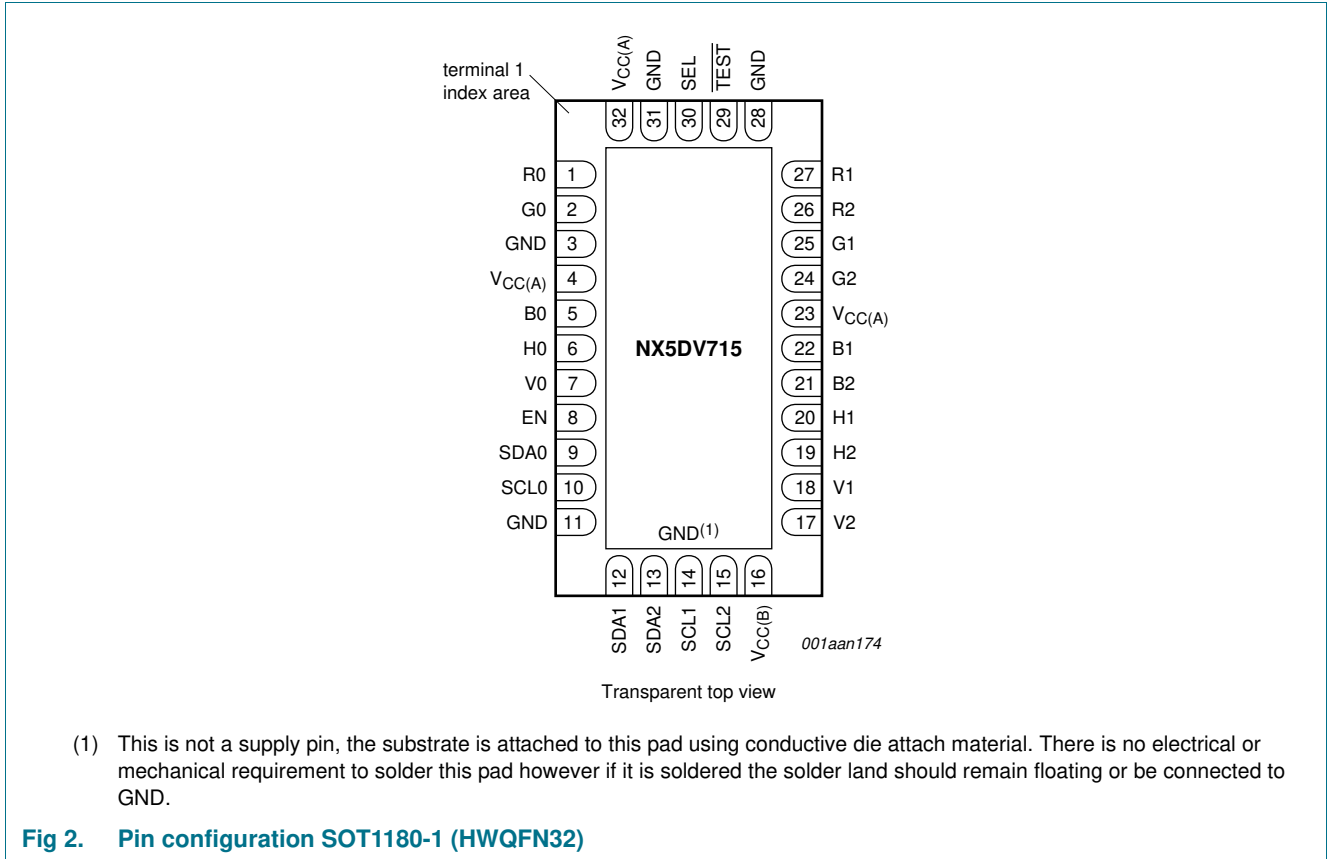 terminal 1
index area
VCC(A)
GND
SEL
TEST
GND
32
31
30
29
28
R0 1
G0 2
GND 3
VCC(A) 4
B0 5
H0 6
V0 7
EN 8
SDA0 9
SCL0 10
GND 11
NX5DV715
GND(1)
27 R1
26 R2
25 G1
24 G2
23 VCC(A)
22 B1
21 B2
20 H1
19 H2
18 V1
17 V2
12
13
14
15
16
SDA1
SDA2
SCL1
SCL2
VCC(B)
001aan174
Transparent top view
(1) This is not a supply pin, the substrate is attached to this pad using conductive die attach material. There is no electrical or
mechanical requirement to solder this pad however if it is soldered the solder land should remain floating or be connected to
GND.
Fig 2. Pin configuration SOT1180-1 (HWQFN32)